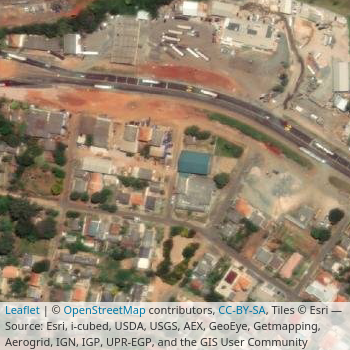 Leaflet | © OpenStreetMap contributors, CC-BY-SA, Tiles © Esri —
Source: Esri, i-cubed, USDA, USGS, AEX, GeoEye, Getmapping,
Aerogrid, IGN, IGP, UPR-EGP, and the GIS User Community